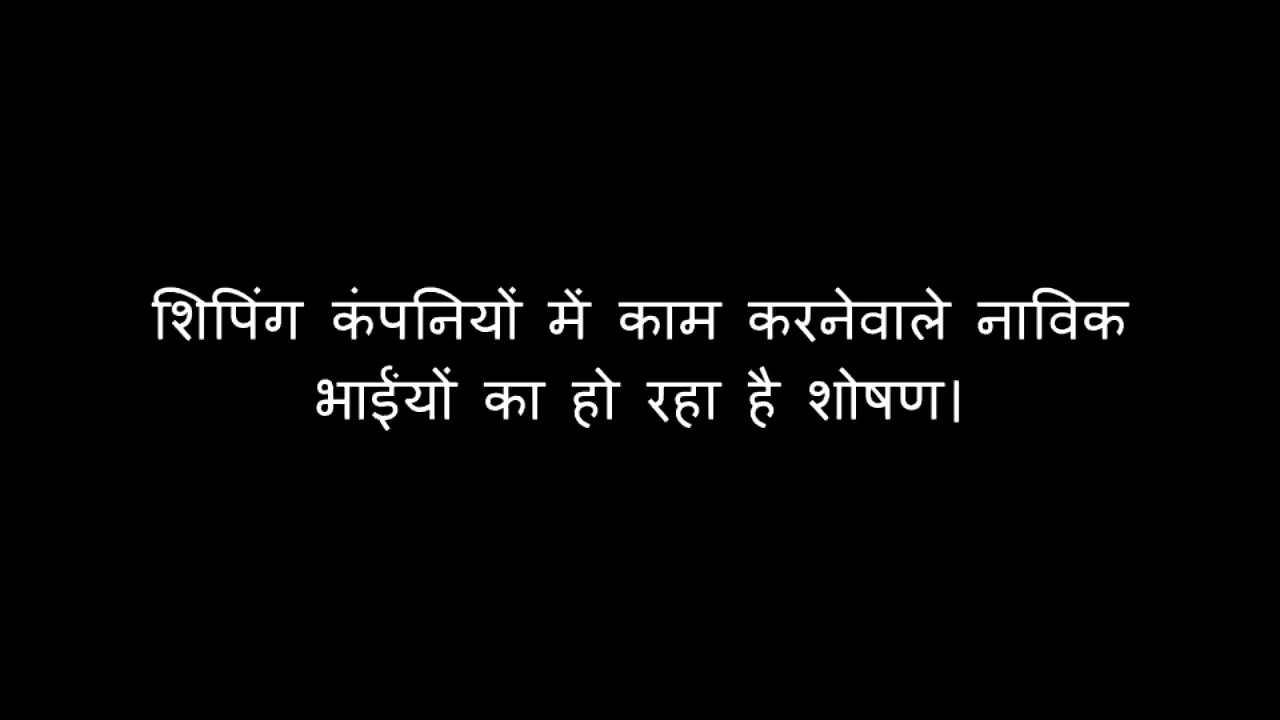 शिपिंग कंपनियों में काम करनेवाले नाविक
भाईंयों का हो रहा है शोषण।